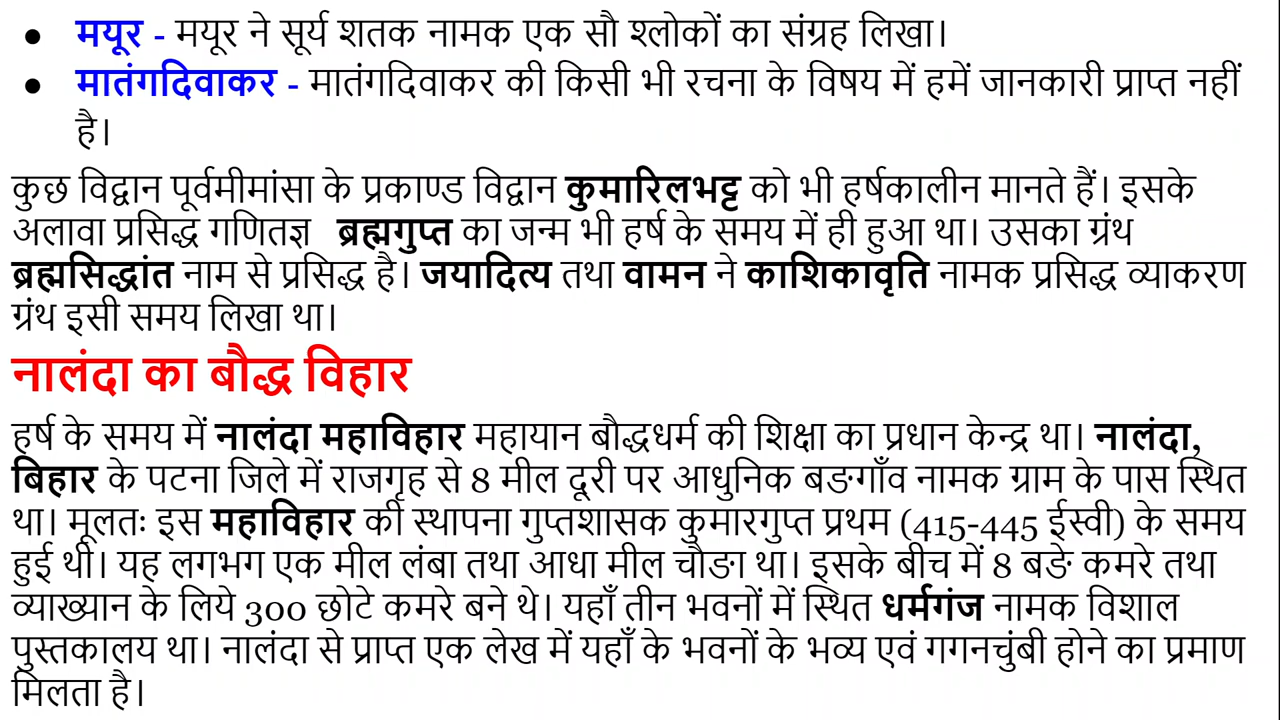 ● मयूर - मयूर ने सूर्य शतक नामक एक सौ श्लोकों का संग्रह लिखा।
● मातंगदिवाकर - मातंगदिवाकर की किसी भी रचना के विषय में हमें जानकारी प्राप्त नहीं
है।
कुछ विद्वान पूर्वमीमांसा के प्रकाण्ड विद्वान कुमारिलभट्ट को भी हर्षकालीन मानते हैं। इसके
अलावा प्रसिद्ध गणितज्ञ ब्रह्मगुप्त का जन्म भी हर्ष के समय में ही हुआ था। उसका ग्रंथ
ब्रह्मसिद्धांत नाम से प्रसिद्ध है। जयादित्य तथा वामन ने काशिकावृति नामक प्रसिद्ध व्याकरण
ग्रंथ इसी समय लिखा था।
नालंदा का बौद्ध विहार
हर्ष के समय में नालंदा महाविहार महायान बौद्धधर्म की शिक्षा का प्रधान केन्द्र था। नालंदा,
बिहार के पटना जिले में राजगृह से 8 मील दूरी पर आधुनिक बङगाँव नामक ग्राम के पास स्थित
था। मूलतः इस महाविहार की स्थापना गुप्तशासक कुमारगुप्त प्रथम (415-445 ईस्वी) के समय
हुई थी। यह लगभग एक मील लंबा तथा आधा मील चौङा था। इसके बीच में 8 बङे कमरे तथा
व्याख्यान के लिये 300 छोटे कमरे बने थे। यहाँ तीन भवनों में स्थित धर्मगंज नामक विशाल
पुस्तकालय था। नालंदा से प्राप्त एक लेख में यहाँ के भवनों के भव्य एवं गगनचुंबी होने का प्रमाण
मिलता है।